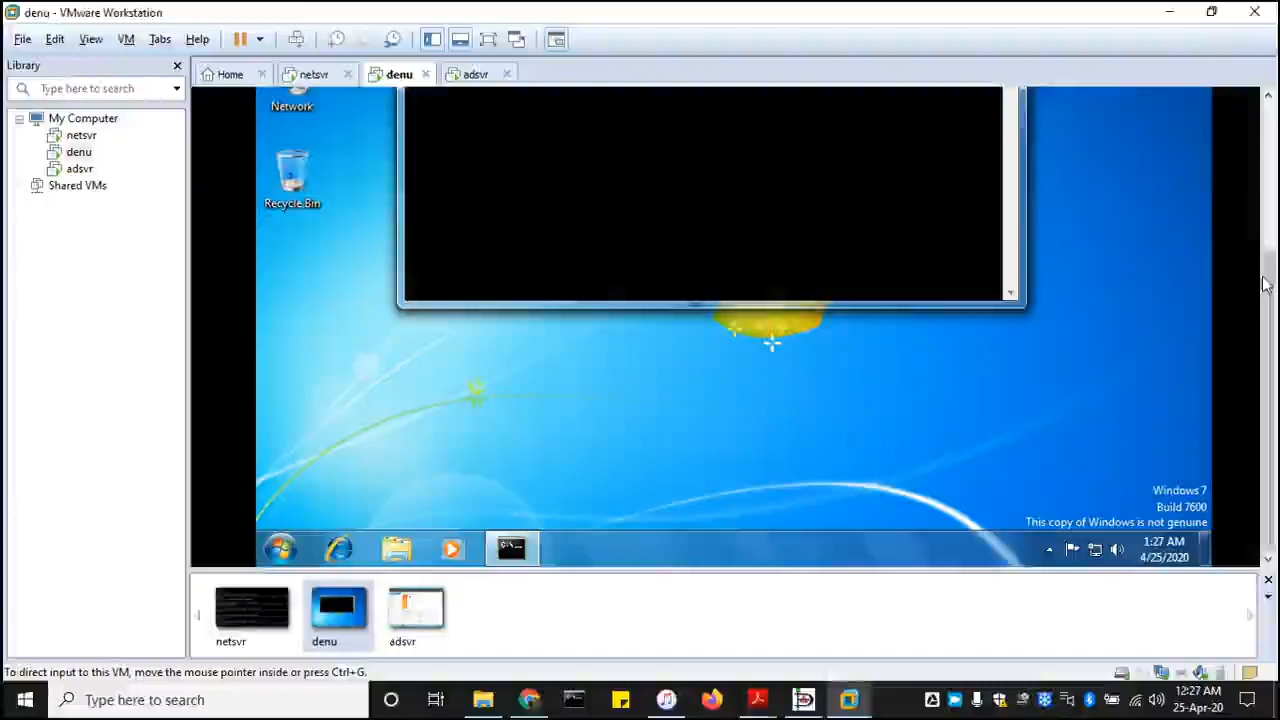 denu - VMware Workstation
File Edit View VM Tabs Help
Library
Type here to search
My Computer
netsvr
denu
adsvr
Shared VMs
Home
netsvr
denu
adsvr
Network
Recycle Bin
Windows 7
Build 7600
This copy of Windows is not genuine
1:27 AM
4/25/2020
netsvr
denu
adsvr
To direct input to this VM, move the mouse pointer inside or press Ctrl+G.
Type here to search
12:27 AM
25-Apr-20